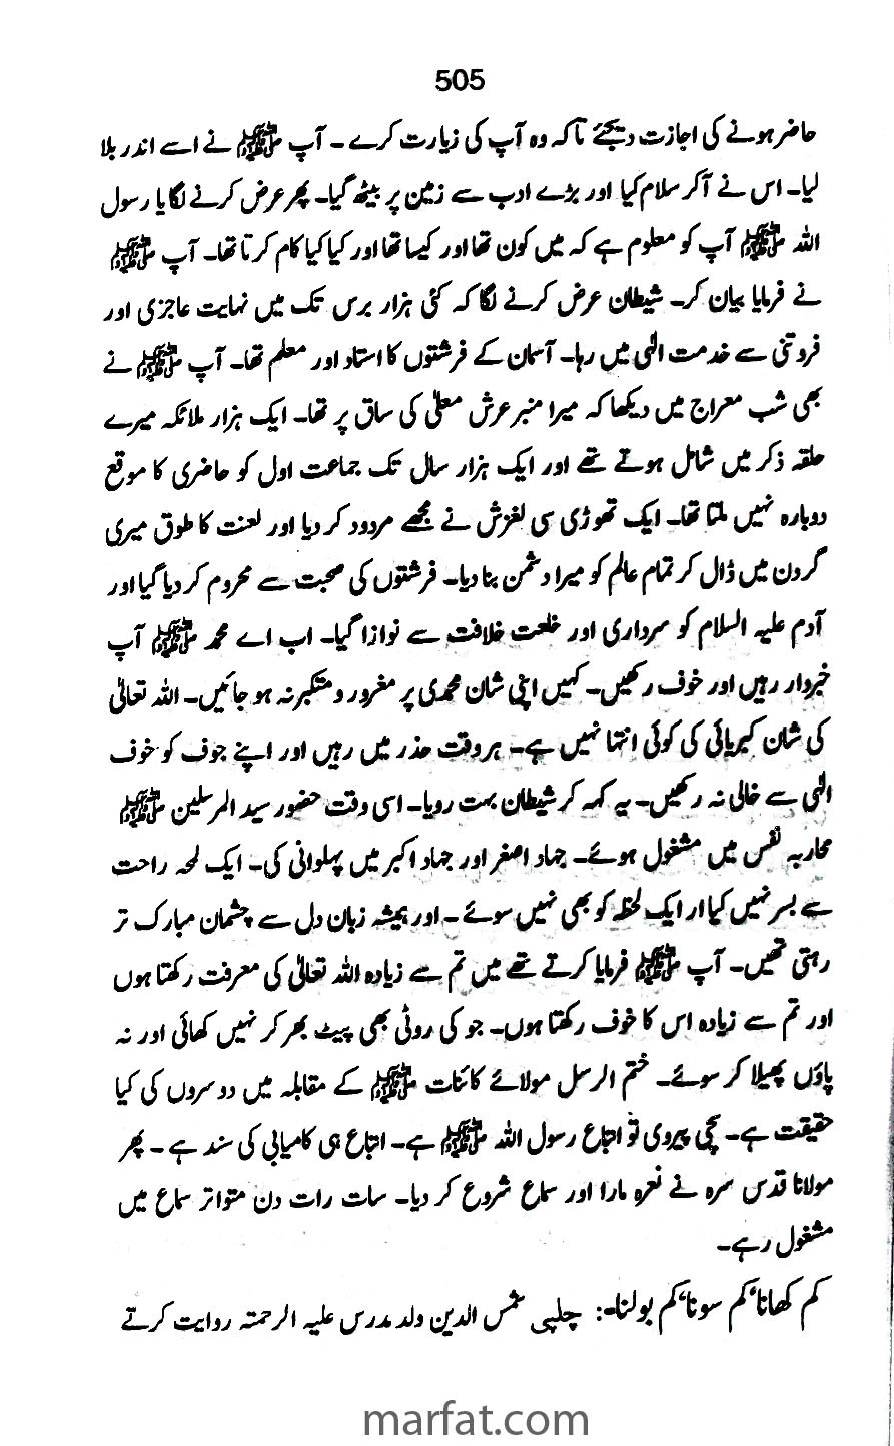 505
حاضر ہونے کی اجازت دیجئے تاکہ وہ آپ کی زیارت کرے۔ آپ ﷺ نے اسے اندر بلا
لیا۔ اس نے آکر سلام کیا اور بڑے ادب سے زمین پر بیٹھ گیا۔ پھر عرض کرنے لگا یا رسول
اللہ ﷺ آپ کو معلوم ہے کہ میں کون تھا اور کیسا تھا اور کیا کیا کام کرتا تھا۔ آپ ﷺ
نے فرمایا بیان کر۔ شیطان عرض کرنے لگا کہ کئی ہزار برس تک میں نہایت عاجزی اور
فروتنی سے خدمت الٰہی میں رہا۔ آسمان کے فرشتوں کا استاد اور معلم تھا۔ آپ ﷺ نے
بھی شب معراج میں دیکھا کہ میرا منبر عرش معلیٰ کی ساق پر تھا۔ ایک ہزار ملائکہ میرے
حلقہ ذکر میں شامل ہوتے تھے اور ایک ہزار سال تک جماعت اول کو حاضری کا موقع
دوبارہ نہیں ملتا تھا۔ ایک تھوڑی سی لغزش نے مجھے مردود کر دیا اور لعنت کا طوق میری
گردن میں ڈال کر تمام عالم کو میرا دشمن بنا دیا۔ فرشتوں کی صحبت سے محروم کر دیا گیا اور
آدم علیہ السلام کو سرداری اور خلعت خلافت سے نوازا گیا۔ اب اے محمد ﷺ آپ
خبردار رہیں اور خوف رکھیں۔ کہیں اپنی شان محمدی پر مغرور و متکبر نہ ہو جائیں۔ اللہ تعالیٰ
کی شان کبریائی کی کوئی انتہا نہیں ہے۔ ہر وقت حذر میں رہیں اور اپنے جوف کو خوف
الٰہی سے خالی نہ رکھیں۔ یہ کہہ کر شیطان بہت رویا۔ اسی وقت حضور سید المرسلین ﷺ
محاربہ نفس میں مشغول ہوئے۔ جہاد اصغر اور جہاد اکبر میں پہلوانی کی۔ ایک لمحہ راحت
سے بسر نہیں کیا ار ایک لحظہ کو بھی نہیں سوئے۔ اور ہمیشہ زبان دل سے چشمان مبارک تر
رہتی تھیں۔ آپ ﷺ فرمایا کرتے تھے میں تم سے زیادہ اللہ تعالیٰ کی معرفت رکھتا ہوں
اور تم سے زیادہ اس کا خوف رکھتا ہوں۔ جو کی روٹی بھی پیٹ بھر کر نہیں کھائی اور نہ
پاؤں پھیلا کر سوئے۔ ختم الرسل مولائے کائنات ﷺ کے مقابلہ میں دوسروں کی کیا
حقیقت ہے۔ سچی پیروی تو اتباع رسول اللہ ﷺ ہے۔ اتباع ہی کامیابی کی سند ہے۔ پھر
مولانا قدس سرہ نے نعرہ مارا اور سماع شروع کر دیا۔ سات رات دن متواتر سماع میں
مشغول رہے۔
کم کھانا، کم سونا، کم بولنا:۔ چلپی شمس الدین ولد مدرس علیہ الرحمتہ روایت کرتے
marfat.com